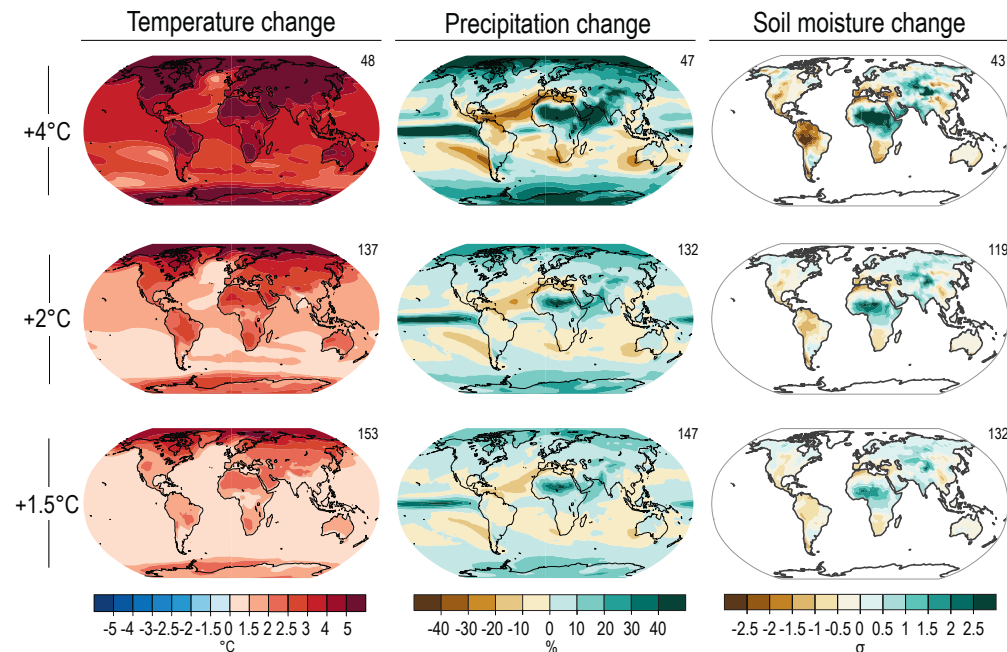 Temperature change Precipitation change Soil moisture change
48 47 43
+4°C
137 132 119
+2°C
153 147 132
+1.5°C
-5 -4 -3 -2.5 -2 -1.5 0 1.5 2 2.5 3 4 5
°C
-40 -30 -20 -10 0 10 20 30 40
%
-2.5 -2 -1.5 -1 -0.5 0 0.5 1 1.5 2 2.5
σ